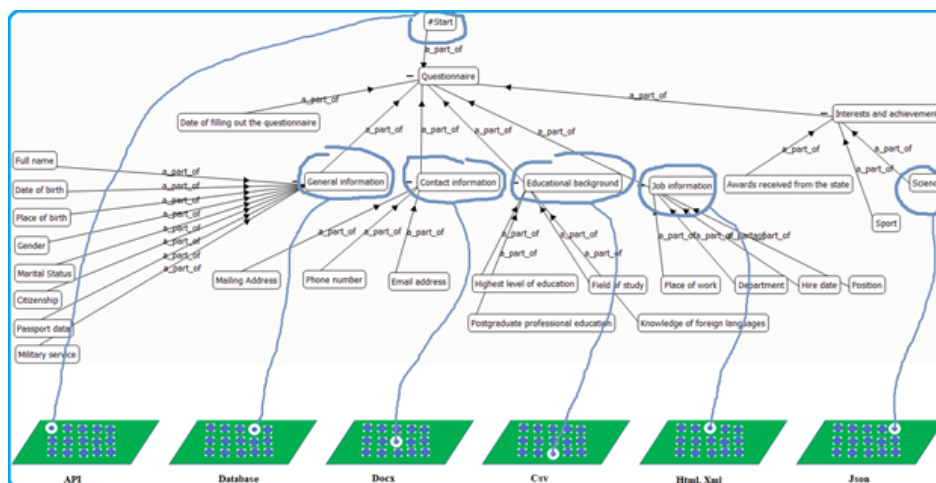 #Start
a_part_of
Questionnaire
a_part_of
a_part_of
Date of filling out the questionnaire
a_part_of
a_part_of
a_part_of
a_part_of
Interests and achievement
a_part_of
Full name
a_part_of
General information
Contact information
Educational background
Job information
Awards received from the state
Scienc
Date of birth
a_part_of
a_part_of
Place of birth
a_part_of
a_part_of
Gender
a_part_of
a_part_of
Marital Status
a_part_of
Sport
a_part_of
a_part_of
a_part_of
a_part_of
a_part_of
a_part_of
Citizenship
Mailing Address
Phone number
Email address
Highest level of education
Field of study
Place of work
Department
Hire date
Position
Passport data
Postgraduate professional education
Knowledge of foreign languages
Military service
API
Database
Docx
Csv
Html, Xml
Json